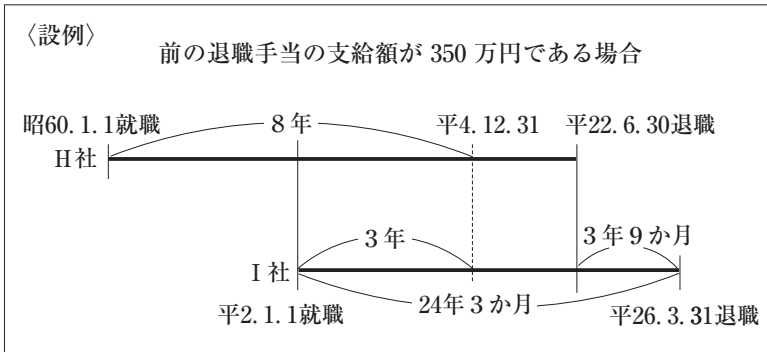 〈設例〉
前の退職手当の支給額が 350 万円である場合
昭60.1.1就職
8年
平4.12.31
平22.6.30退職
H社
3年
3年9か月
I社
24年3か月
平2.1.1就職
平26.3.31退職